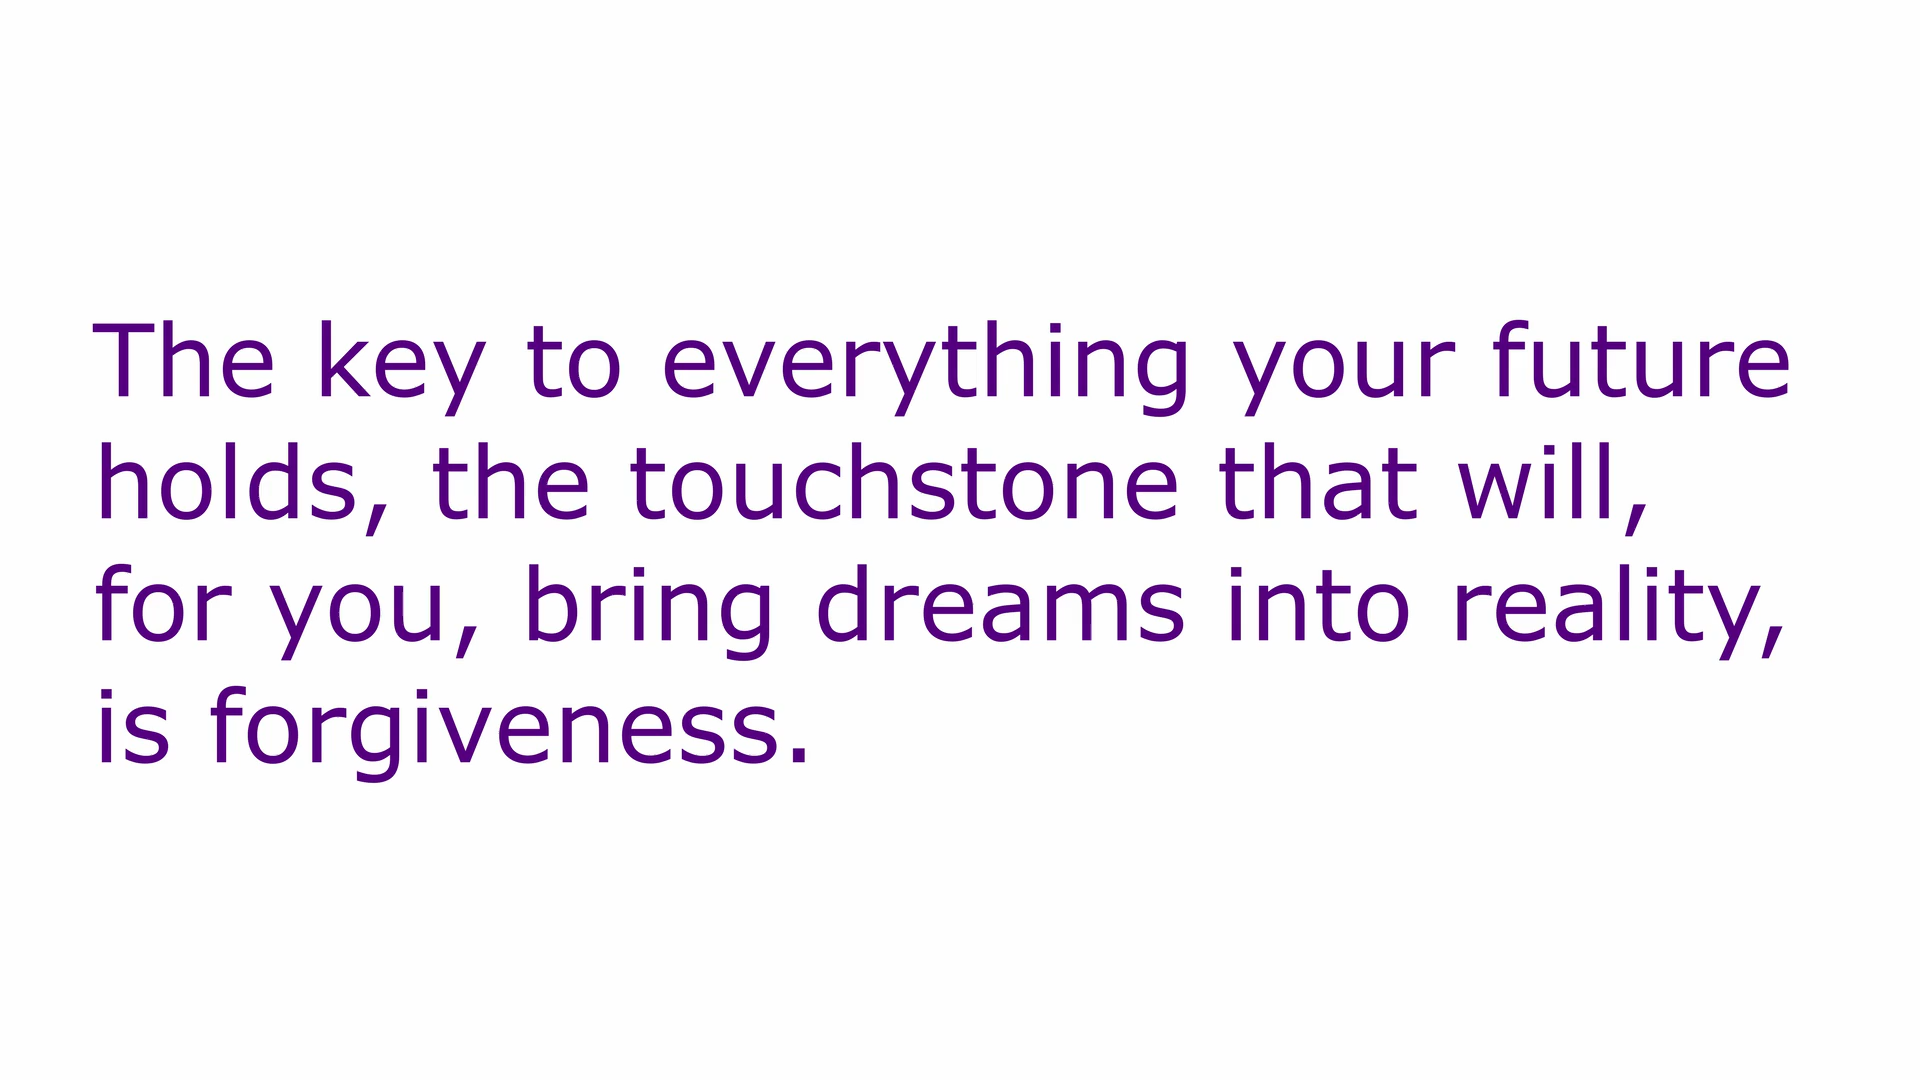 The key to everything your future
holds, the touchstone that will,
for you, bring dreams into reality,
is forgiveness.